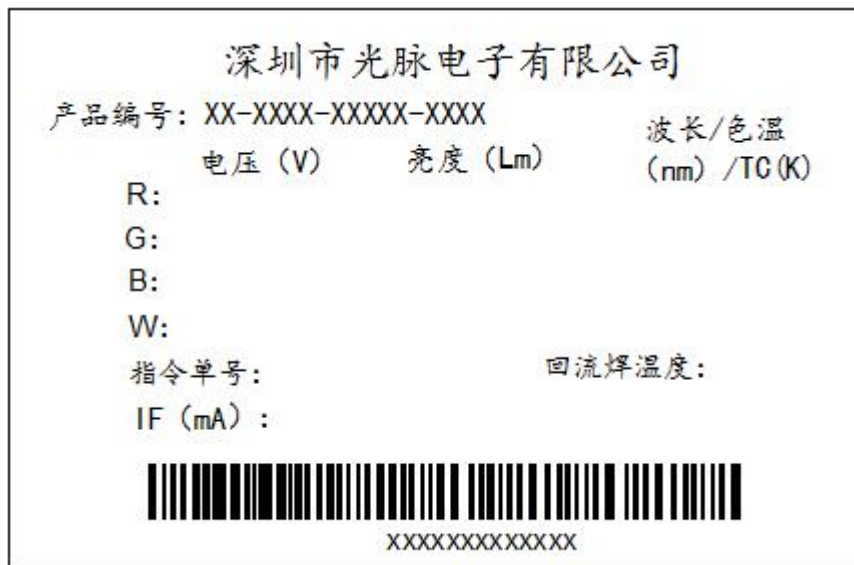 深圳市光脉电子有限公司
产品编号: XX-XXXX-XXXXX-XXXX
电压 (V) 亮度 (Lm) 波长/色温
(nm) /TC(K)
R:
G:
B:
W:
指令单号: 回流焊温度:
IF (mA) :
XXXXXXXXXXXXX